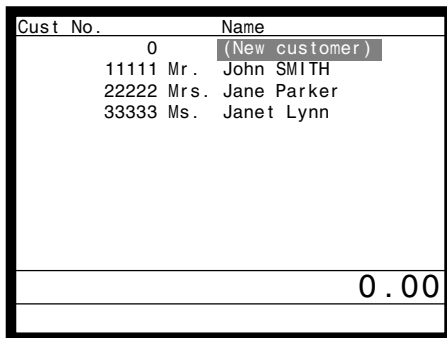 Cust No. Name
0 (New customer)
11111 Mr. John SMITH
22222 Mrs. Jane Parker
33333 Ms. Janet Lynn
0.00